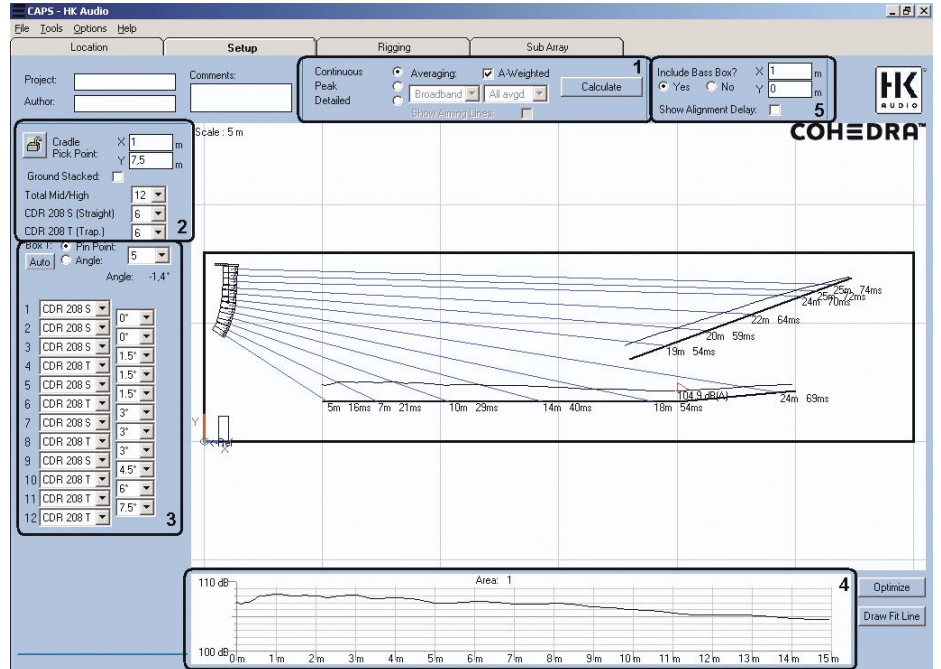 CAPS - HK Audio
File Tools Options Help
Location Setup Rigging Sub Array
Project:
Author:
Comments:
Continuous Averaging: A-Weighted 1
Peak Broadband All avgd. Calculate
Detailed
Show Aiming Lines:
Include Bass Box? X 1 m
Yes No Y 0 m
Show Alignment Delay: 5
HK
AUDIO
COHEDRA™
Cradle X 1 m
Pick Point: Y 7,5 m
Ground Stacked:
Total Mid/High 12
CDR 208 S (Straight) 6
CDR 208 T (Trap.) 6 2
Box 1: Pin Point: 5
Auto Angle:
Angle: -1,4°
1 CDR 208 S
0°
2 CDR 208 S
0°
3 CDR 208 S
1.5°
4 CDR 208 T
1.5°
5 CDR 208 S
1.5°
6 CDR 208 T
3°
7 CDR 208 S
3°
8 CDR 208 T
3°
9 CDR 208 S
4.5°
10 CDR 208 T
6°
11 CDR 208 T
7.5°
12 CDR 208 T 3
Scale : 5 m
25m 74ms
25m 72ms
24m 70ms
22m 64ms
20m 59ms
19m 54ms
104,9 dB(A)
5m 16ms 7m 21ms 10m 29ms 14m 40ms 18m 54ms 24m 69ms
Y
<-Ref
X
110 dB Area: 1 4
100 dB
0m 1m 2m 3m 4m 5m 6m 7m 8m 9m 10m 11m 12m 13m 14m 15m
Optimize
Draw Fit Line